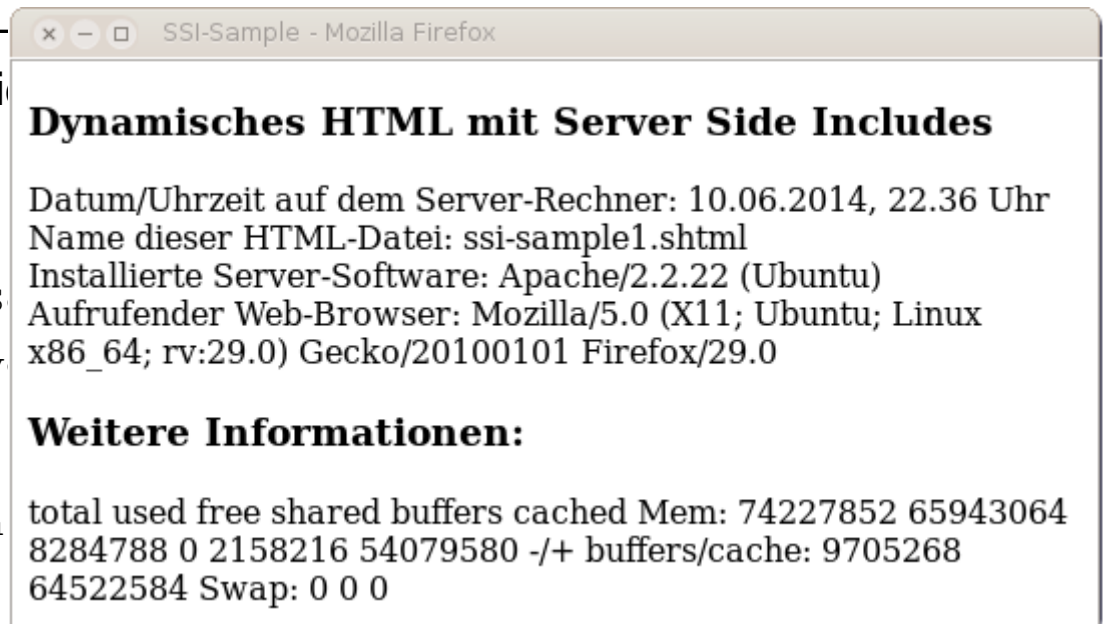 SSI-Sample - Mozilla Firefox
Dynamisches HTML mit Server Side Includes
Datum/Uhrzeit auf dem Server-Rechner: 10.06.2014, 22.36 Uhr
Name dieser HTML-Datei: ssi-sample1.shtml
Installierte Server-Software: Apache/2.2.22 (Ubuntu)
Aufrufender Web-Browser: Mozilla/5.0 (X11; Ubuntu; Linux
x86_64; rv:29.0) Gecko/20100101 Firefox/29.0
Weitere Informationen:
total used free shared buffers cached Mem: 74227852 65943064
8284788 0 2158216 54079580 -/+ buffers/cache: 9705268
64522584 Swap: 0 0 0